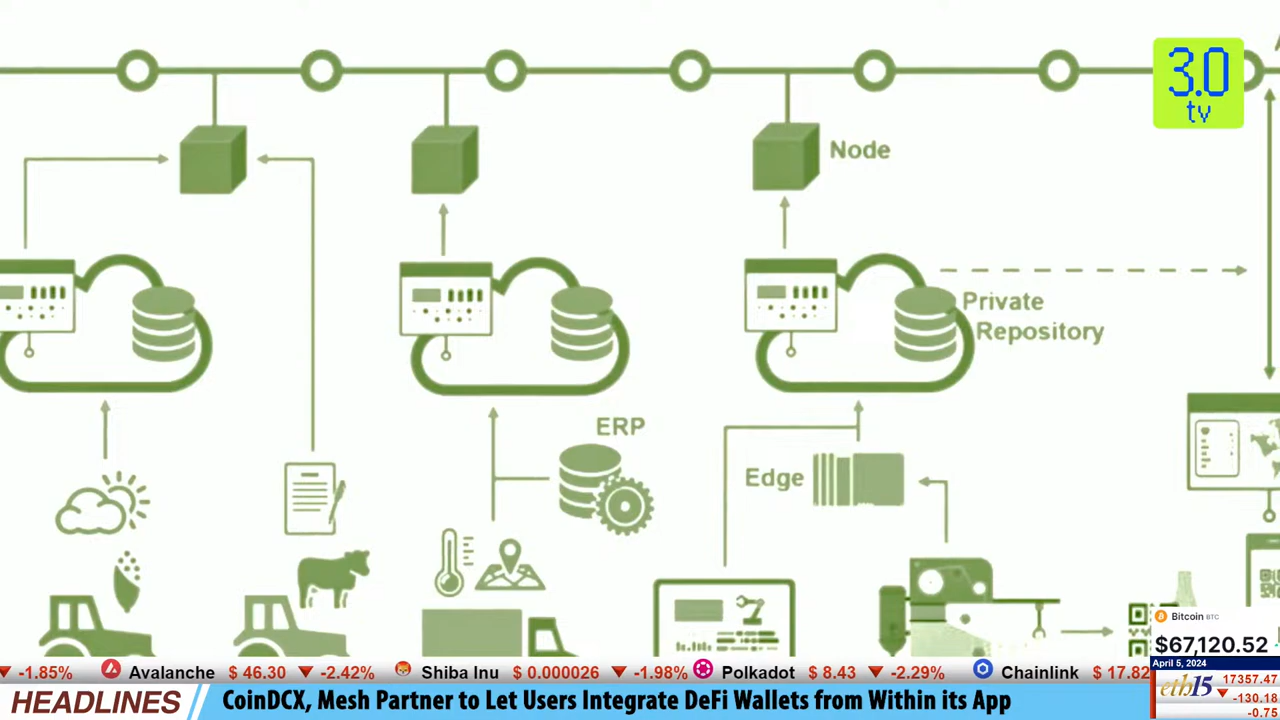 3.0
tv
Node
Private
Repository
ERP
Edge
Bitcoin BTC
$67,120.52
April 5, 2024
-1.85% Avalanche $ 46.30 -2.42% Shiba Inu $ 0.000026 -1.98% Polkadot $ 8.43 -2.29% Chainlink $ 17.82
eth15
17357.47
-130.18
-0.75
HEADLINES
CoinDCX, Mesh Partner to Let Users Integrate DeFi Wallets from Within its App